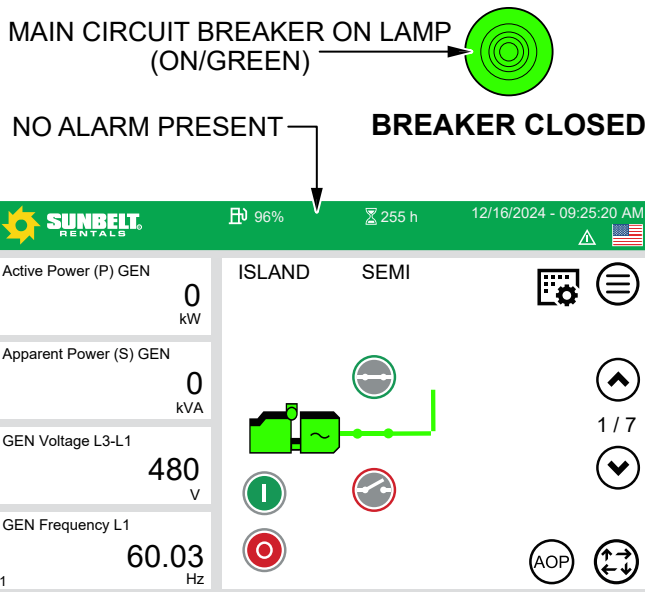 MAIN CIRCUIT BREAKER ON LAMP
(ON/GREEN)
NO ALARM PRESENT
BREAKER CLOSED
SUNBELT.
RENTALS
96%
255 h
12/16/2024 - 09:25:20 AM
Active Power (P) GEN
0
kW
ISLAND
SEMI
Apparent Power (S) GEN
0
kVA
1 / 7
GEN Voltage L3-L1
480
V
GEN Frequency L1
60.03
Hz
1
AOP